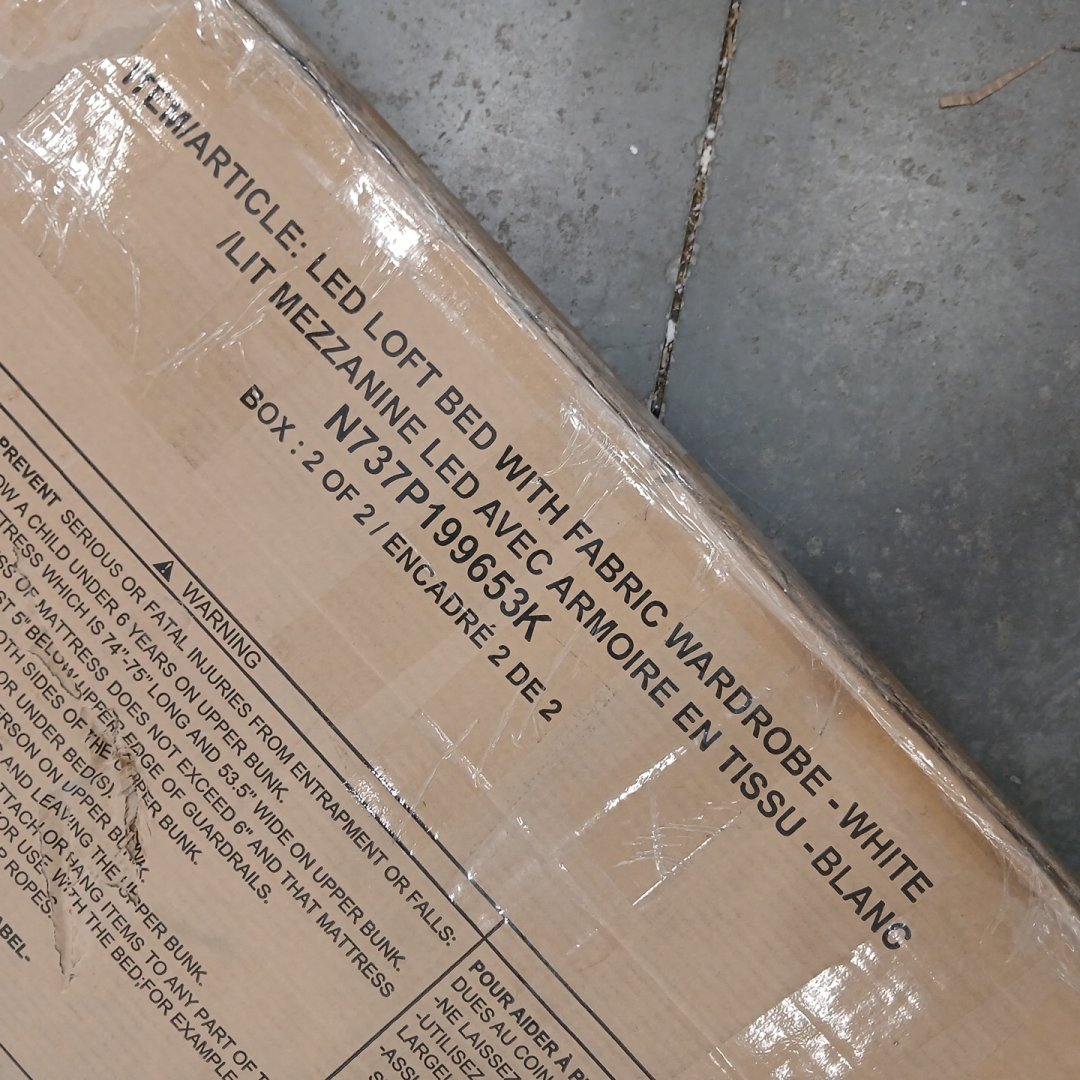 ITEM/ARTICLE: LED LOFT BED WITH FABRIC WARDROBE - WHITE
/LIT MEZZANINE LED AVEC ARMOIRE EN TISSU -BLANC
N737P199653K
BOX : 2 OF 2 / ENCADRÉ 2 DE 2
WARNING
PREVENT SERIOUS OR FATAL INJURIES FROM ENTRAPMENT OR FALLS:
A CHILD UNDER 6 YEARS ON UPPER BUNK.
WHICH IS 74"-75" LONG AND 53.5" WIDE ON UPPER BUNK.
OF MATTRESS DOES NOT EXCEED 6" AND THAT MATTRESS
5" BELOW UPPER EDGE OF GUARDRAILS.
SIDES OF THE UPPER BUNK.
OR UNDER BED(S).
ON UPPER BUNK.
AND LEAVING THE UPPER BUNK.
OR HANG ITEMS TO ANY PART OF
FOR USE WITH THE BED;FOR EXAMPLE
ROPES
POUR AIDER À
DUES AU
-NE
-UTILISEZ